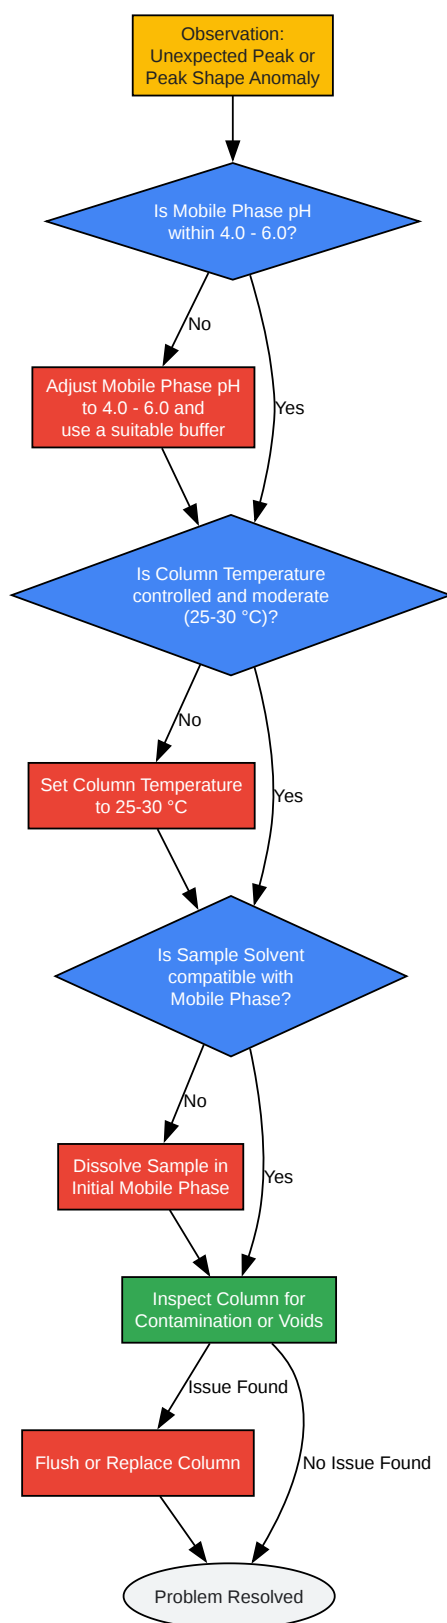 Observation:
Unexpected Peak or
Peak Shape Anomaly
Is Mobile Phase pH
within 4.0 - 6.0?
No
Adjust Mobile Phase pH
to 4.0 - 6.0 and
use a suitable buffer
Yes
Is Column Temperature
controlled and moderate
(25-30 °C)?
No
Set Column Temperature
to 25-30 °C
Yes
Is Sample Solvent
compatible with
Mobile Phase?
No
Dissolve Sample in
Initial Mobile Phase
Yes
Inspect Column for
Contamination or Voids
Issue Found
Flush or Replace Column
No Issue Found
Problem Resolved